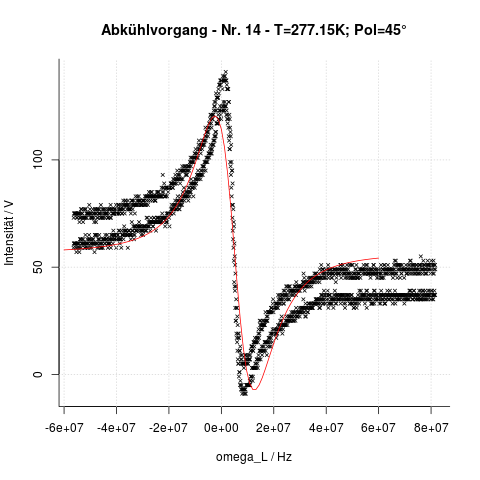 Abkühlvorgang - Nr. 14 - T=277.15K; Pol=45°
Intensität / V
100
50
0
-6e+07 -4e+07 -2e+07 0e+00 2e+07 4e+07 6e+07 8e+07
omega_L / Hz